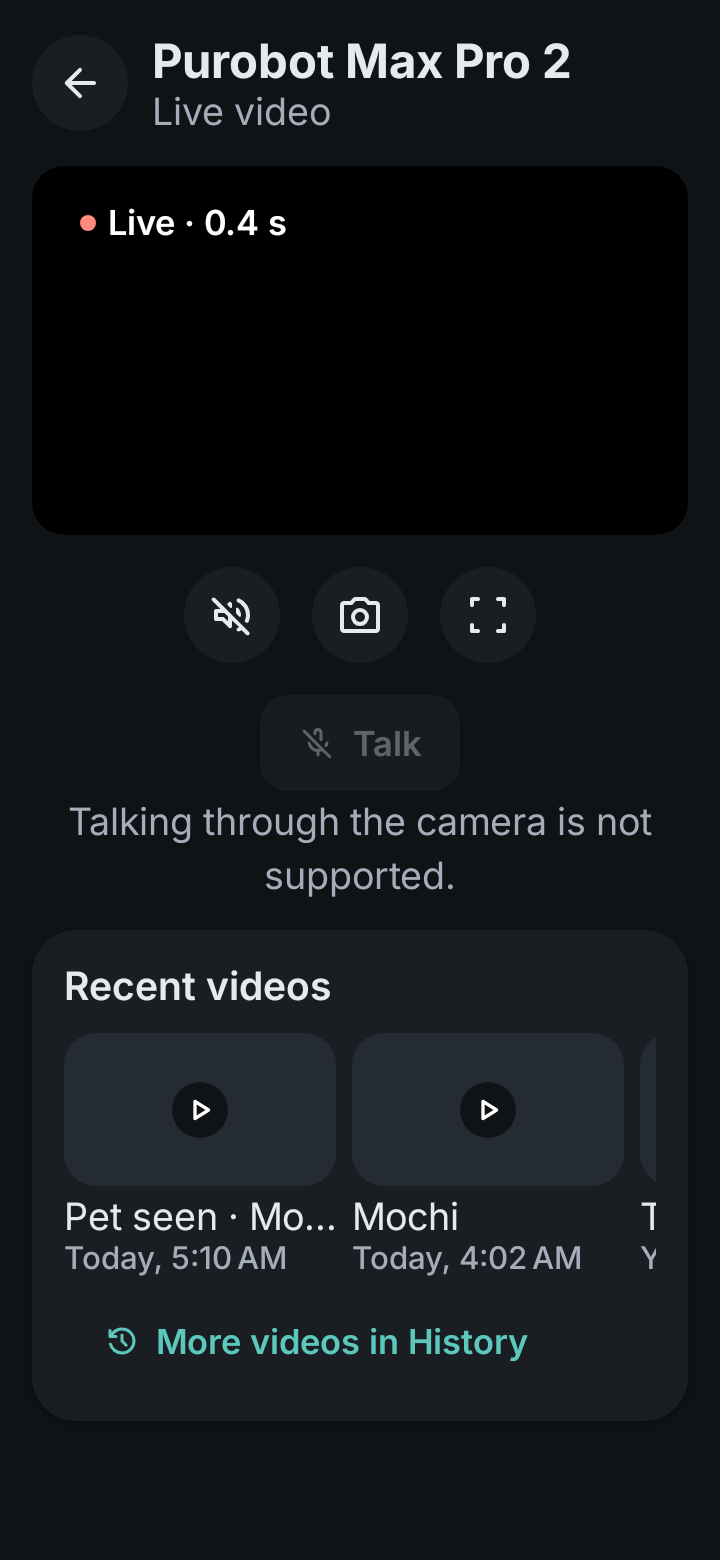 Purobot Max Pro 2
Live video
Live · 0.4 s
Talk
Talking through the camera is not
supported.
Recent videos
Pet seen · Mo...
Today, 5:10 AM
Mochi
Today, 4:02 AM
T
Y
More videos in History